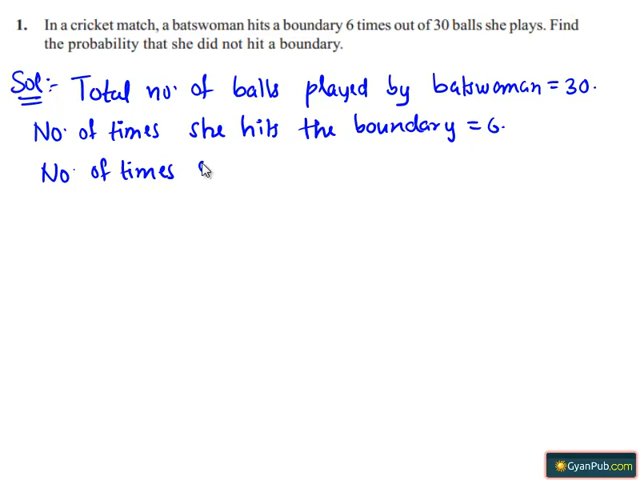 1. In a cricket match, a batswoman hits a boundary 6 times out of 30 balls she plays. Find
the probability that she did not hit a boundary.
Sol:- Total no. of balls played by batswoman = 30.
No. of times she hits the boundary = 6.
No. of times
GyanPub.com